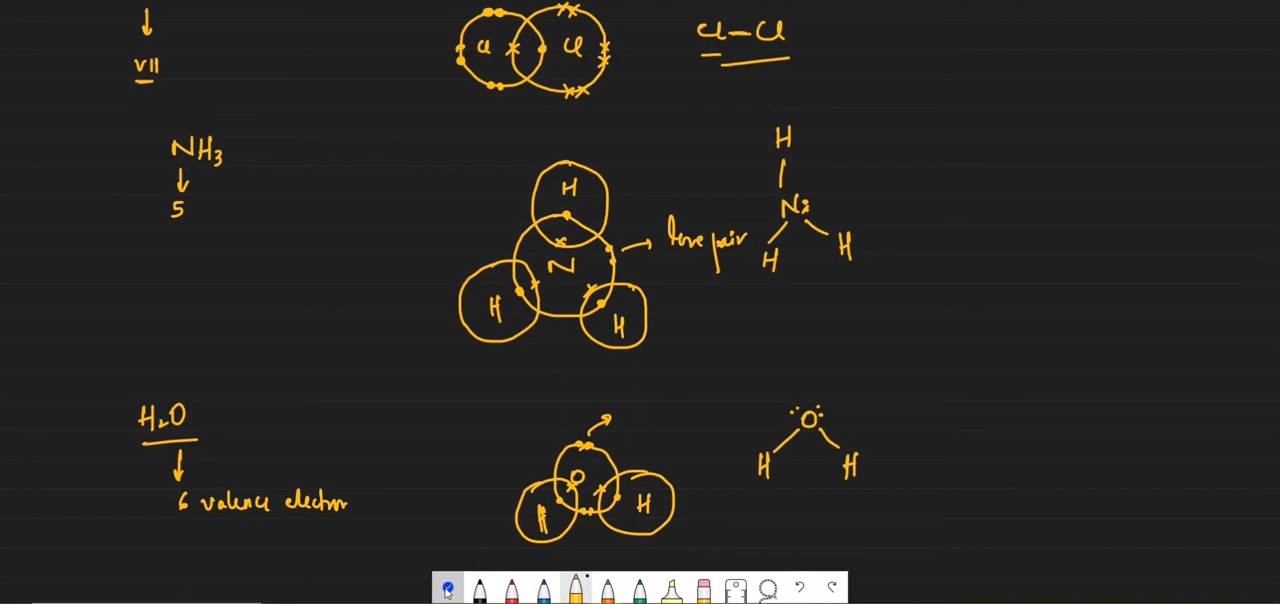 Cl Cl Cl-Cl
VII
NH3
5
H
N
H
H
lone pair
H
N:
H
H
H2O
6 valence electron
O
H
H
:O:
H
H